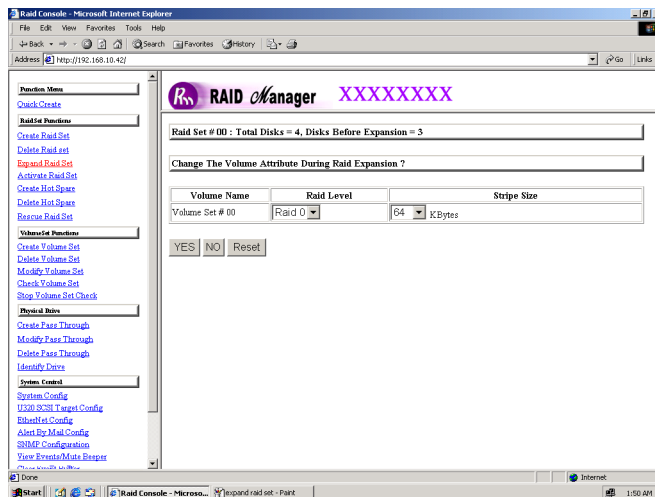 Raid Console - Microsoft Internet Explorer
File Edit View Favorites Tools Help
Back Search Favorites History
Address http://192.168.10.42/ Go Links
Function Menu
Quick Create
Raid Set Functions
Create Raid Set
Delete Raid set
Expand Raid Set
Activate Raid Set
Create Hot Spare
Delete Hot Spare
Rescue Raid Set
Volume Set Functions
Create Volume Set
Delete Volume Set
Modify Volume Set
Check Volume Set
Stop Volume Set Check
Physical Drive
Create Pass Through
Modify Pass Through
Delete Pass Through
Identify Drive
System Control
System Config
U320 SCSI Target Config
EtherNet Config
Alert By Mail Config
SNMP Configuration
View Events/Mute Beeper
Rm RAID Manager XXXXXXXX
Raid Set # 00 : Total Disks = 4, Disks Before Expansion = 3
Change The Volume Attribute During Raid Expansion ?
Volume Name Raid Level Stripe Size
Volume Set # 00 Raid 0 64 KBytes
YES NO Reset
Done Internet
Start Raid Console - Microso... expand raid set - Paint 1:50 AM